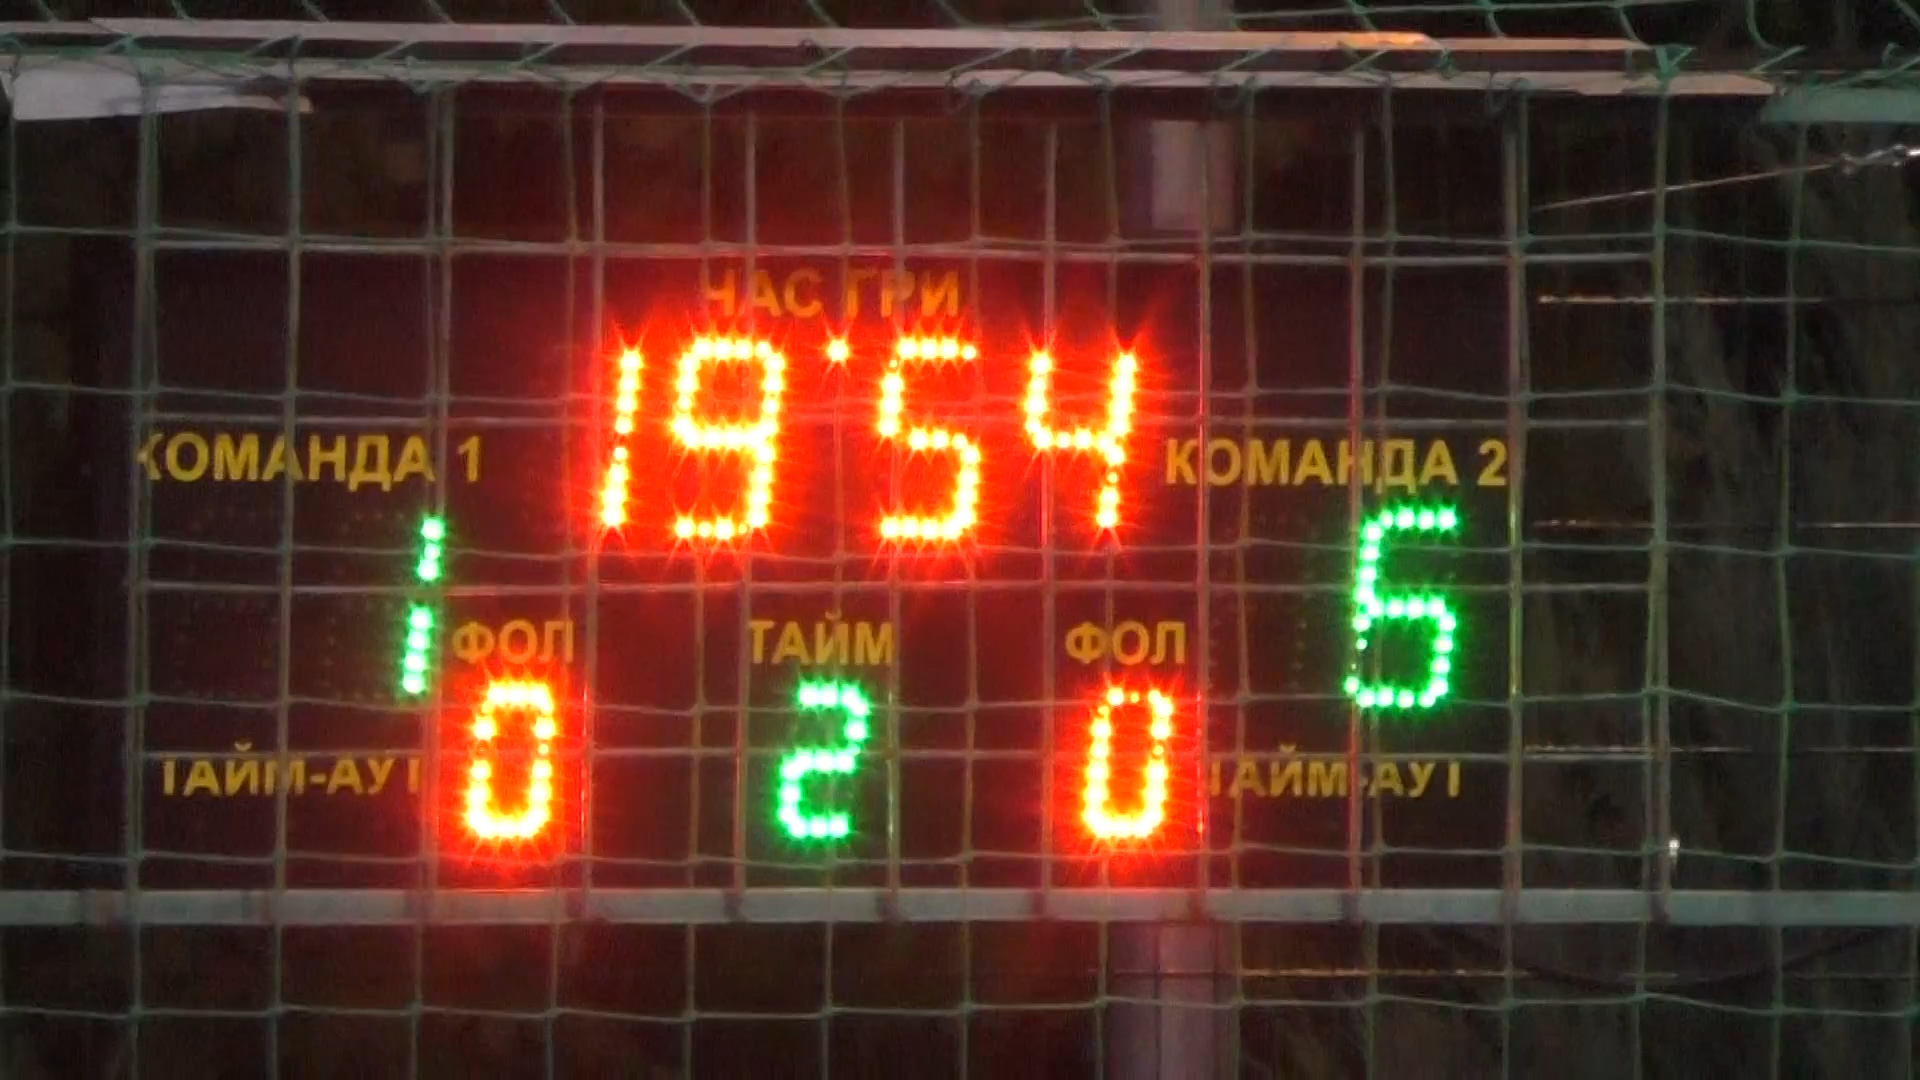 ЧАС ГРИ
19:54
КОМАНДА 1
КОМАНДА 2
1
6
ФОЛ
ТАЙМ
ФОЛ
0
2
0
ТАЙМ-АУТ
ТАЙМ-АУТ